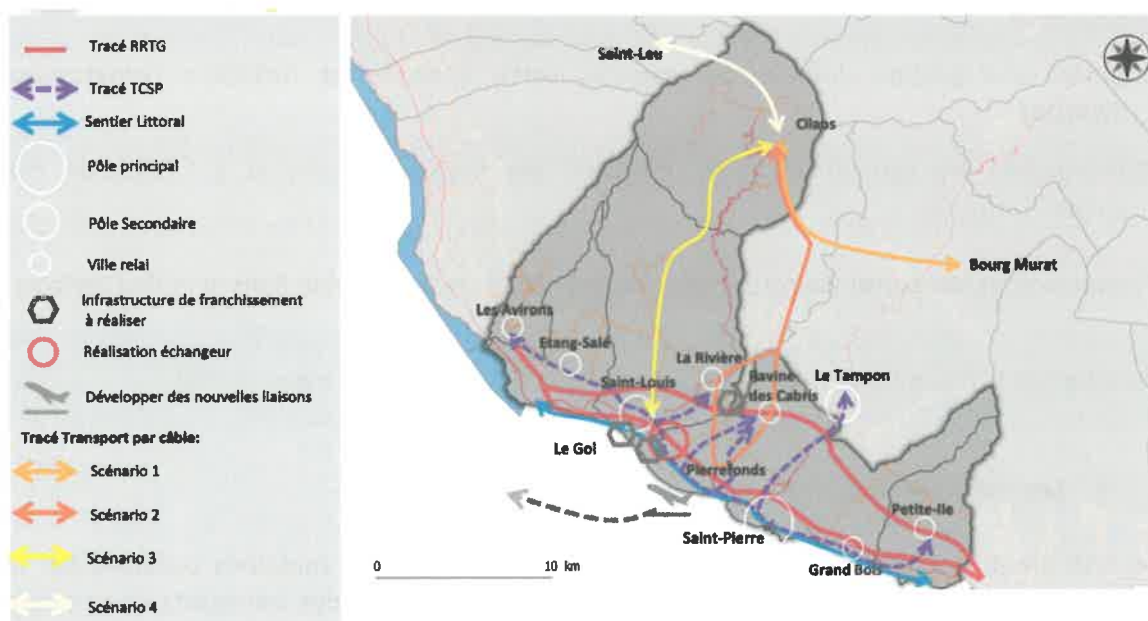 Tracé RRTG
Tracé TCSP
Sentier Littoral
Pôle principal
Pôle Secondaire
Ville relai
Infrastructure de franchissement
à réaliser
Réalisation échangeur
Développer des nouvelles liaisons
Tracé Transport par câble:
Scénario 1
Scénario 2
Scénario 3
Scénario 4
Saint-Leu
Cilaos
Bourg Murat
Les Avirons
Etang-Salé
La Rivière
Ravine
des Cabris
Le Tampon
Saint-Louis
Le Gol
Pierrefonds
Petite-Ile
Saint-Pierre
Grand Bois
0 10 km